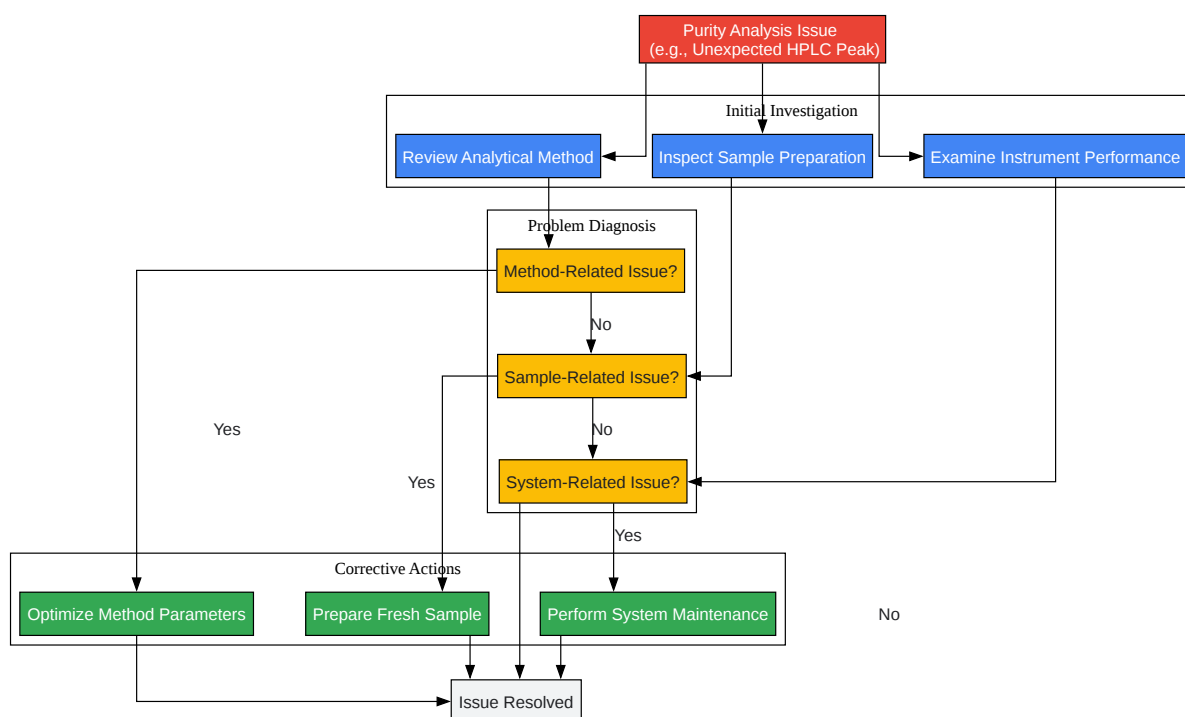 Purity Analysis Issue
(e.g., Unexpected HPLC Peak)
Initial Investigation
Review Analytical Method
Inspect Sample Preparation
Examine Instrument Performance
Problem Diagnosis
Method-Related Issue?
No
Sample-Related Issue?
Yes
No
System-Related Issue?
Yes
Yes
Corrective Actions
Optimize Method Parameters
Prepare Fresh Sample
Perform System Maintenance
No
Issue Resolved